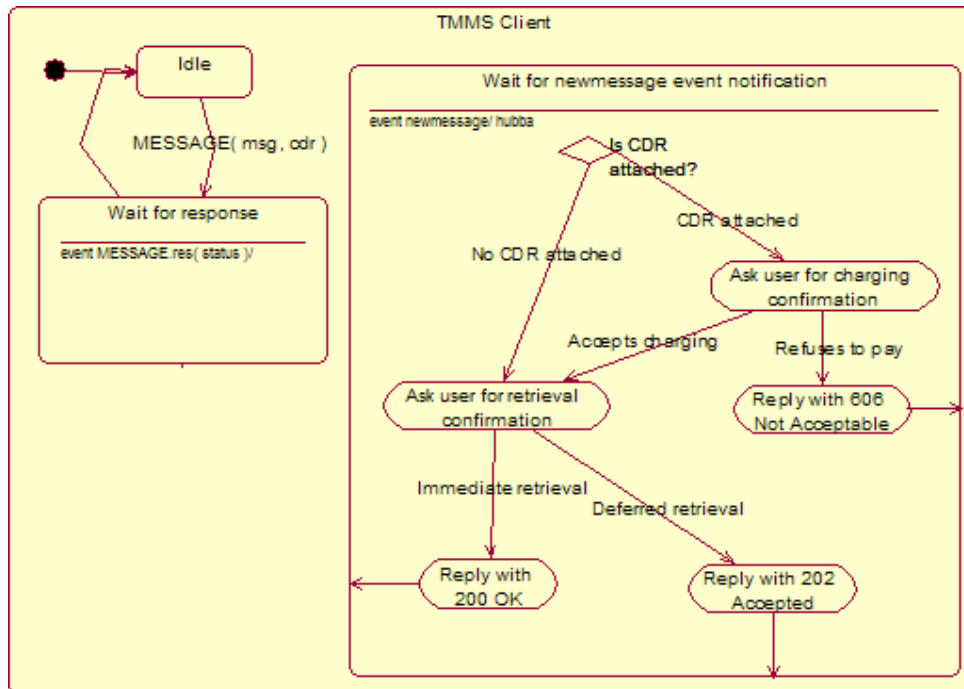 TMMS Client
Idle
MESSAGE( msg, cdr )
Wait for response
event MESSAGE.res( status )/
Wait for newmessage event notification
event newmessage/ hubba
Is CDR
attached?
CDR attached
No CDR attached
Ask user for charging
confirmation
Accepts charging
Refuses to pay
Ask user for retrieval
confirmation
Reply with 606
Not Acceptable
Immediate retrieval
Deferred retrieval
Reply with
200 OK
Reply with 202
Accepted